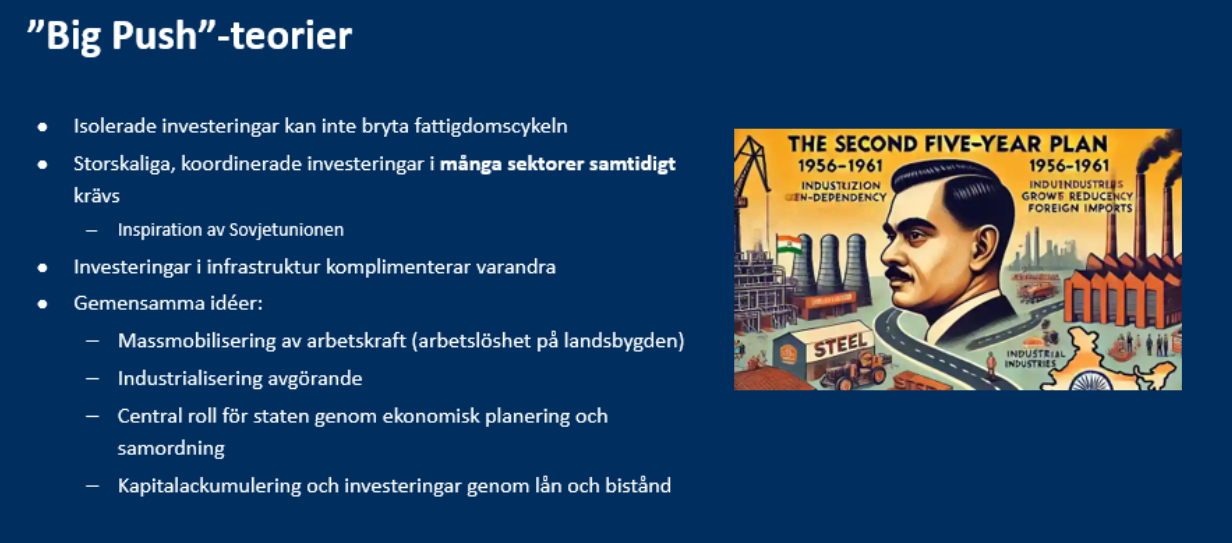 ”Big Push”-teorier
● Isolerade investeringar kan inte bryta fattigdomscykeln
● Storskaliga, koordinerade investeringar i många sektorer samtidigt
krävs
– Inspiration av Sovjetunionen
● Investeringar i infrastruktur komplimenterar varandra
● Gemensamma idéer:
– Massmobilisering av arbetskraft (arbetslöshet på landsbygden)
– Industrialisering avgörande
– Central roll för staten genom ekonomisk planering och
samordning
– Kapitalackumulering och investeringar genom lån och bistånd
THE SECOND FIVE-YEAR PLAN
1956-1961
INDUSTRIZION
-DEPENDENCY
1956-1961
GROWE REDUCENCY
FOREIGN IMPORTS
STEEL
INDUSTRIAL
INDUSTRIES